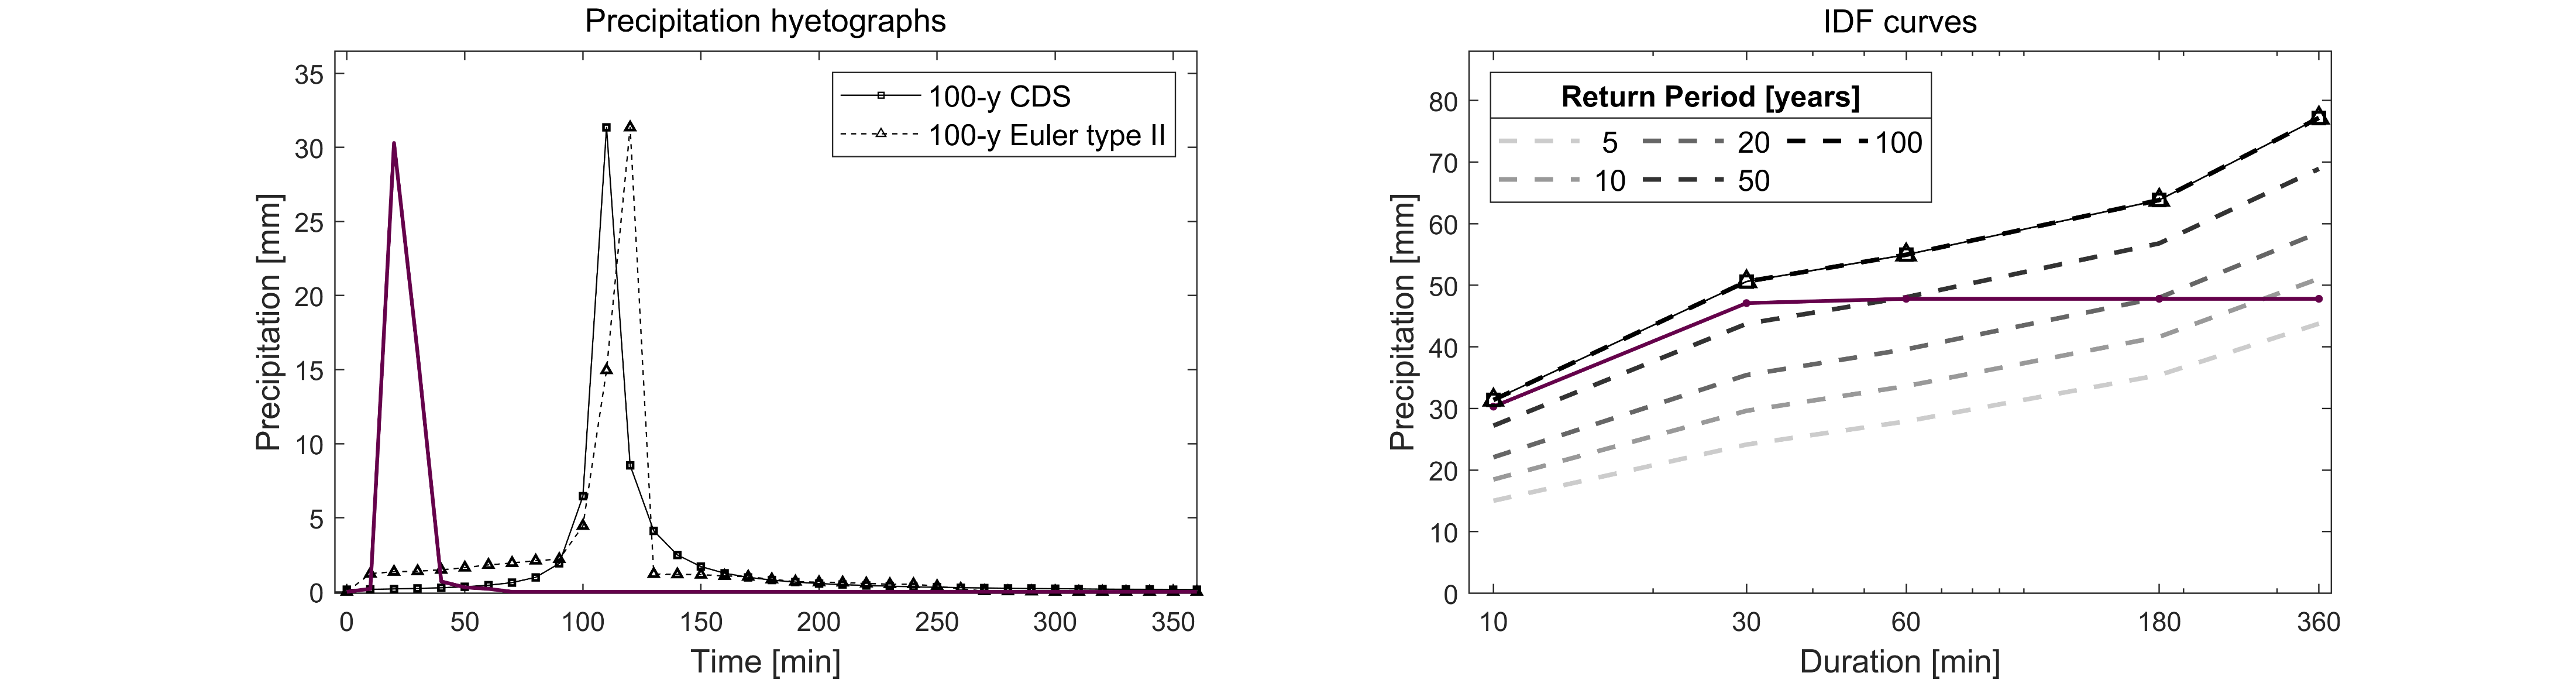 Precipitation hyetographs
35
30
25
20
15
10
5
0
Precipitation [mm]
100-y CDS
100-y Euler type II
0 50 100 150 200 250 300 350
Time [min]
IDF curves
80
70
60
50
40
30
20
10
0
Precipitation [mm]
Return Period [years]
5 20 100
10 50
10 30 60 180 360
Duration [min]